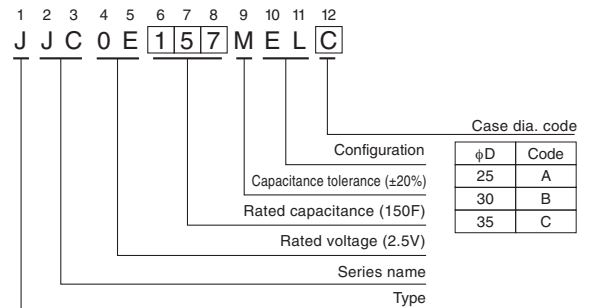 1 2 3 4 5 6 7 8 9 10 11 12
J J C 0 E 1 5 7 M E L C
Case dia. code
Configuration
φD Code
Capacitance tolerance (±20%)
25 A
Rated capacitance (150F)
30 B
35 C
Rated voltage (2.5V)
Series name
Type